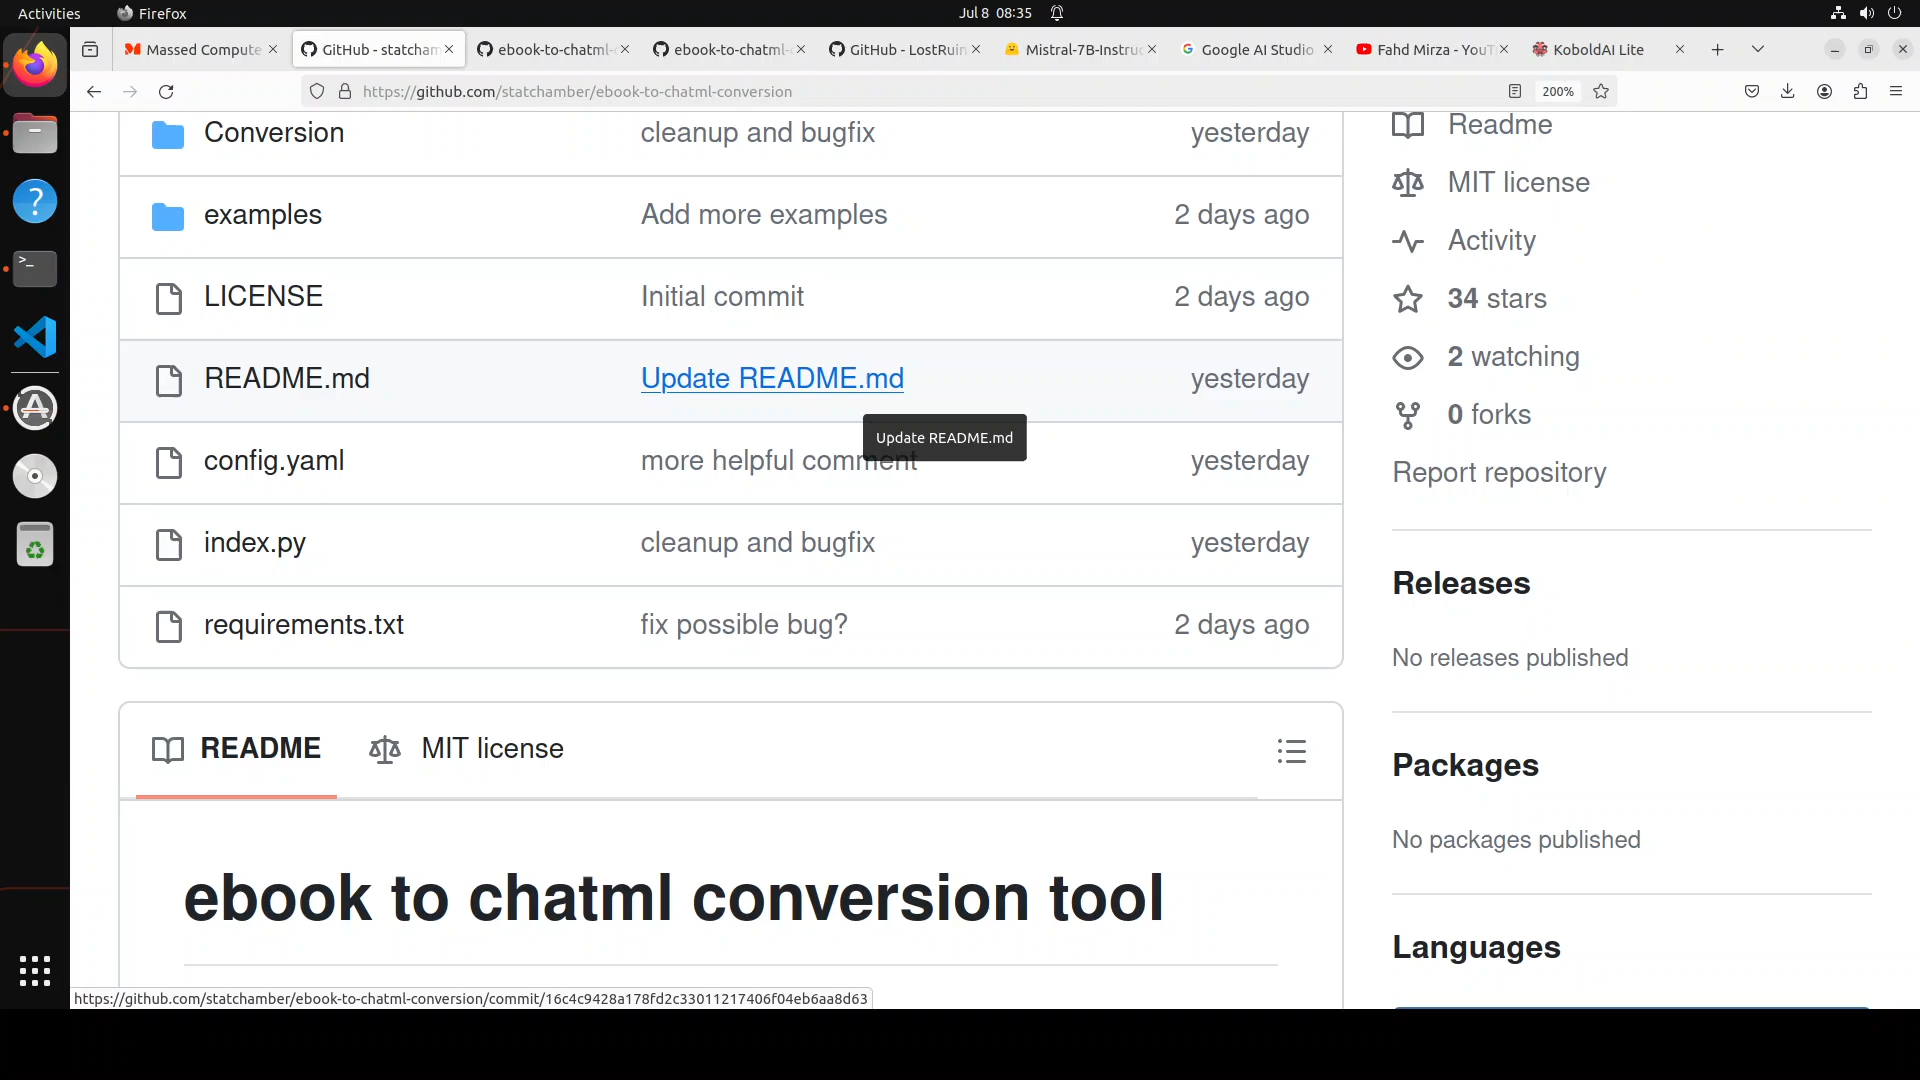 Activities
Firefox
Jul 8 08:35
Massed Compute
GitHub - statcham
ebook-to-chatml-
ebook-to-chatml-
GitHub - LostRuin
Mistral-7B-Instruc
Google AI Studio
Fahd Mirza - YouT
KoboldAI Lite
https://github.com/statchamber/ebook-to-chatml-conversion
200%
Conversion
cleanup and bugfix
yesterday
examples
Add more examples
2 days ago
LICENSE
Initial commit
2 days ago
README.md
Update README.md
yesterday
Update README.md
config.yaml
more helpful comment
yesterday
index.py
cleanup and bugfix
yesterday
requirements.txt
fix possible bug?
2 days ago
README
MIT license
ebook to chatml conversion tool
Readme
MIT license
Activity
34 stars
2 watching
0 forks
Report repository
Releases
No releases published
Packages
No packages published
Languages
https://github.com/statchamber/ebook-to-chatml-conversion/commit/16c4c9428a178fd2c33011217406f04eb6aa8d63